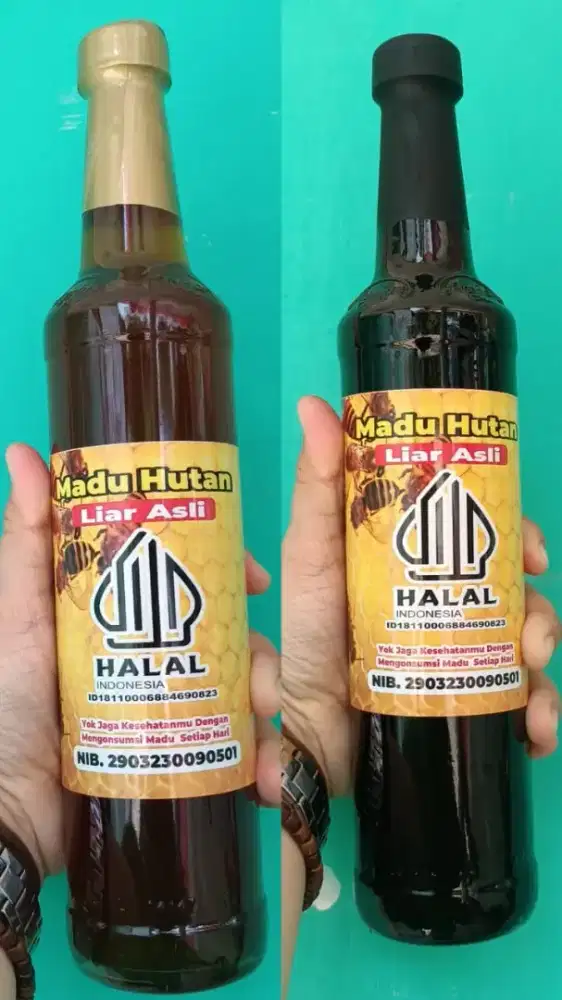 Madu Hutan
Liar Asli
HALAL
INDONESIA
ID18110006884690823
Yok Jaga Kesehatanmu Dengan
Mengonsumsi Madu Setiap Hari
NIB. 2903230090501
Madu Hutan
Liar Asli
HALAL
INDONESIA
ID18110006884690823
Yok Jaga Kesehatanmu Dengan
Mengonsumsi Madu Setiap Hari
NIB. 2903230090501